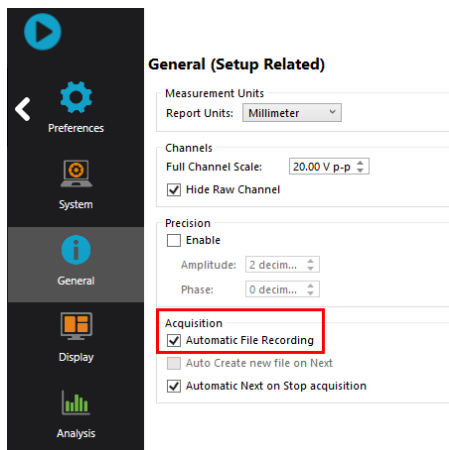 General (Setup Related)
Measurement Units
Report Units: Millimeter
Channels
Full Channel Scale: 20.00 V p-p
Hide Raw Channel
Precision
Enable
Amplitude: 2 decim...
Phase: 0 decim...
Acquisition
Automatic File Recording
Auto Create new file on Next
Automatic Next on Stop acquisition
Preferences
System
General
Display
Analysis